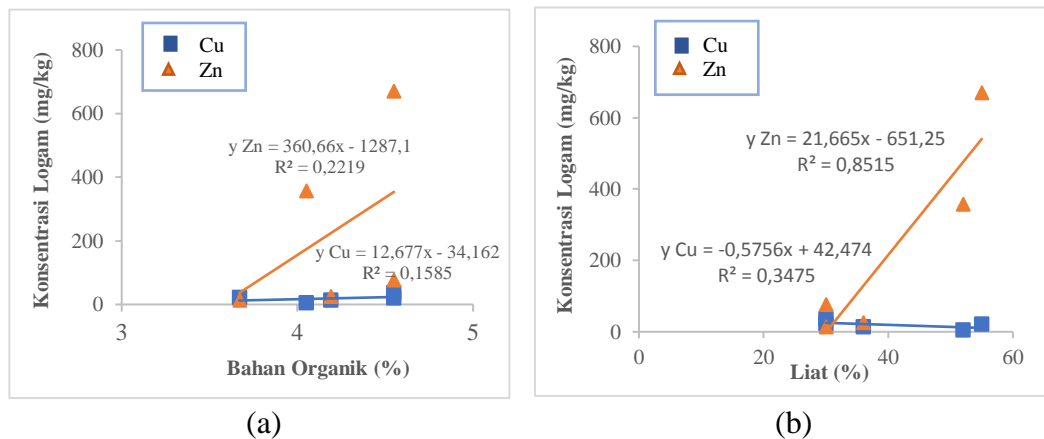 Cu
Zn
Konsentrasi Logam (mg/kg)
800
600
400
200
0
y Zn = 360,66x - 1287,1
R² = 0,2219
y Cu = 12,677x - 34,162
R² = 0,1585
3
4
5
Bahan Organik (%)
(a)
Cu
Zn
Konsentrasi Logam (mg/kg)
800
600
400
200
0
y Zn = 21,665x - 651,25
R² = 0,8515
y Cu = -0,5756x + 42,474
R² = 0,3475
0
20
40
60
Liat (%)
(b)